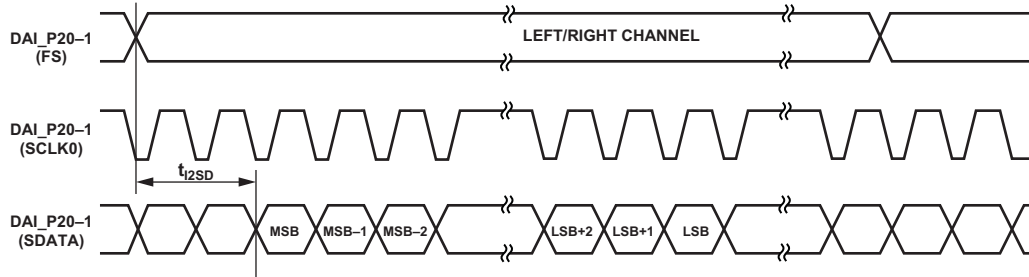 DAI_P20–1
(FS)
LEFT/RIGHT CHANNEL
DAI_P20–1
(SCLK0)
tI2SD
DAI_P20–1
(SDATA)
MSB MSB–1 MSB–2 LSB+2 LSB+1 LSB